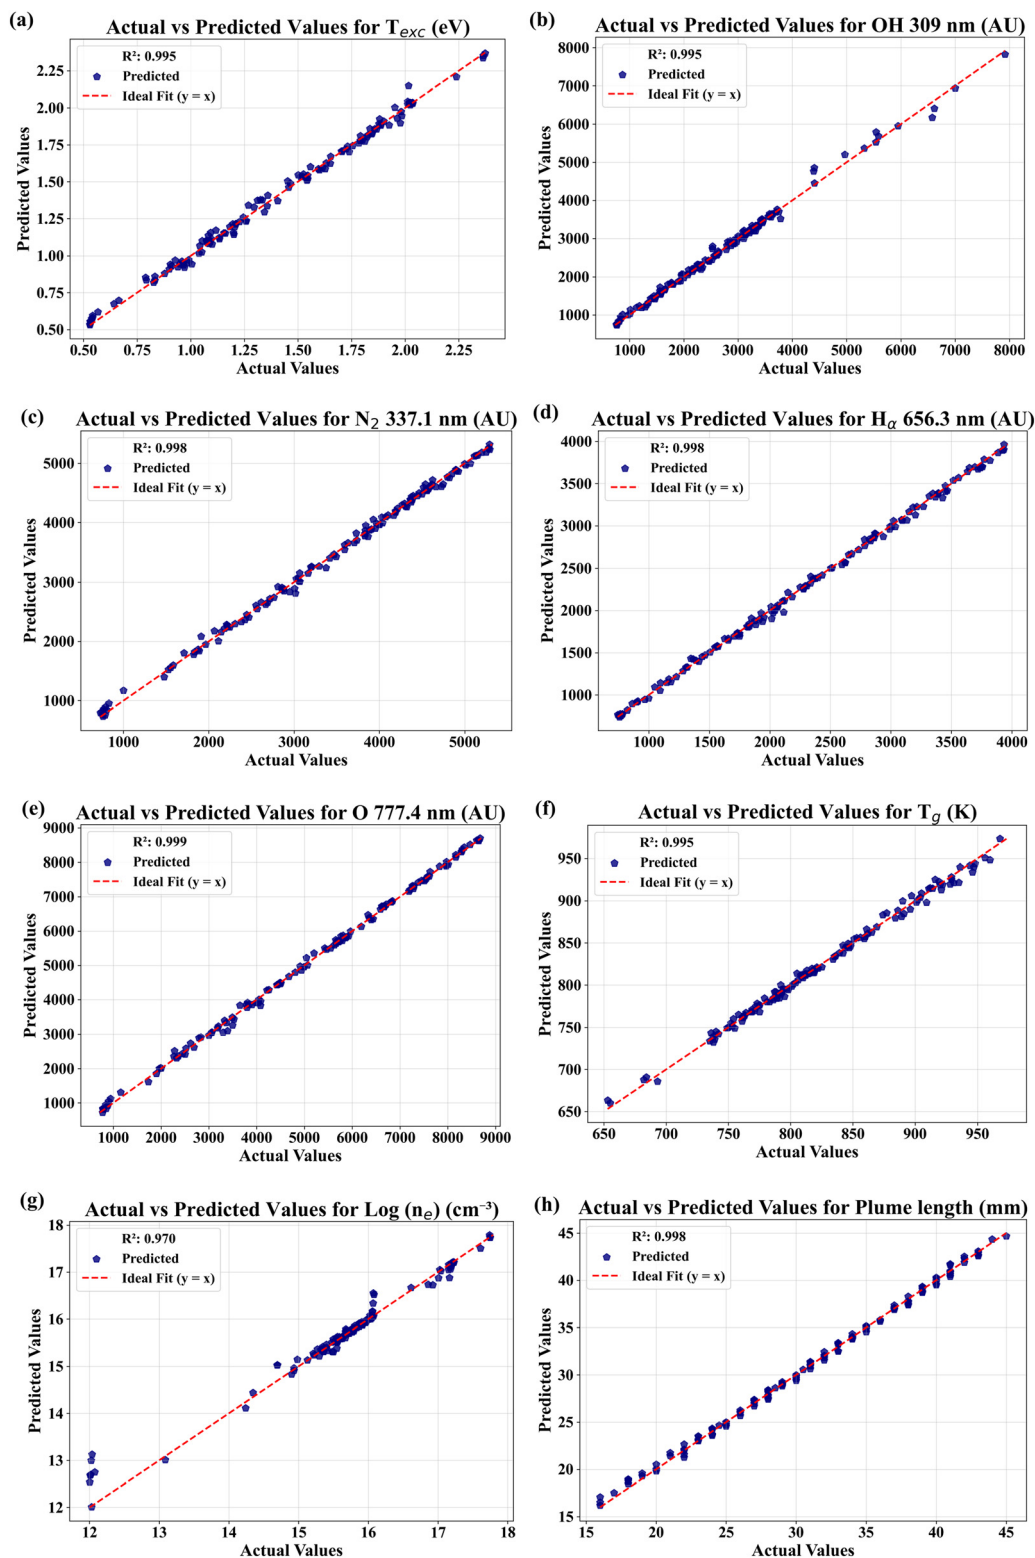 (a)
Actual vs Predicted Values for T_exc (eV)
R²: 0.995
Predicted
Ideal Fit (y = x)
Predicted Values
2.25
2.00
1.75
1.50
1.25
1.00
0.75
0.50
0.50 0.75 1.00 1.25 1.50 1.75 2.00 2.25
Actual Values
(b)
Actual vs Predicted Values for OH 309 nm (AU)
R²: 0.995
Predicted
Ideal Fit (y = x)
Predicted Values
8000
7000
6000
5000
4000
3000
2000
1000
1000 2000 3000 4000 5000 6000 7000 8000
Actual Values
(c)
Actual vs Predicted Values for N₂ 337.1 nm (AU)
R²: 0.998
Predicted
Ideal Fit (y = x)
Predicted Values
5000
4000
3000
2000
1000
1000 2000 3000 4000 5000
Actual Values
(d)
Actual vs Predicted Values for H_α 656.3 nm (AU)
R²: 0.998
Predicted
Ideal Fit (y = x)
Predicted Values
4000
3500
3000
2500
2000
1500
1000
1000 1500 2000 2500 3000 3500 4000
Actual Values
(e)
Actual vs Predicted Values for O 777.4 nm (AU)
R²: 0.999
Predicted
Ideal Fit (y = x)
Predicted Values
9000
8000
7000
6000
5000
4000
3000
2000
1000
1000 2000 3000 4000 5000 6000 7000 8000 9000
Actual Values
(f)
Actual vs Predicted Values for T_g (K)
R²: 0.995
Predicted
Ideal Fit (y = x)
Predicted Values
950
900
850
800
750
700
650
650 700 750 800 850 900 950
Actual Values
(g)
Actual vs Predicted Values for Log (n_e) (cm⁻³)
R²: 0.970
Predicted
Ideal Fit (y = x)
Predicted Values
18
17
16
15
14
13
12
12 13 14 15 16 17 18
Actual Values
(h)
Actual vs Predicted Values for Plume length (mm)
R²: 0.998
Predicted
Ideal Fit (y = x)
Predicted Values
45
40
35
30
25
20
15
15 20 25 30 35 40 45
Actual Values